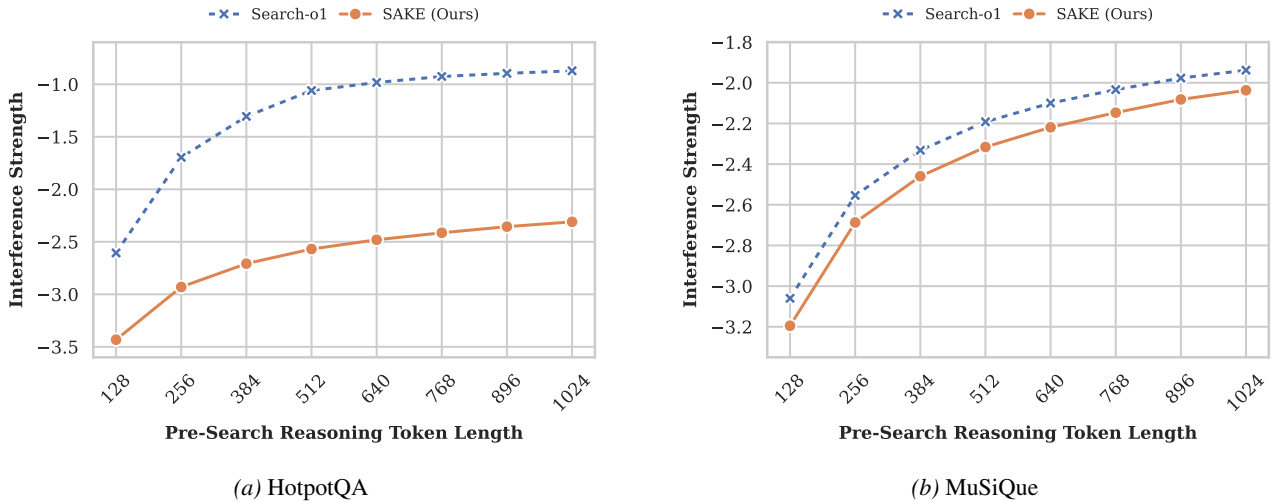 Search-o1 SAKE (Ours)
−1.0
−1.5
−2.0
−2.5
−3.0
−3.5
Interference Strength
128 256 384 512 640 768 896 1024
Pre-Search Reasoning Token Length
(a) HotpotQA
Search-o1 SAKE (Ours)
−1.8
−2.0
−2.2
−2.4
−2.6
−2.8
−3.0
−3.2
Interference Strength
128 256 384 512 640 768 896 1024
Pre-Search Reasoning Token Length
(b) MuSiQue